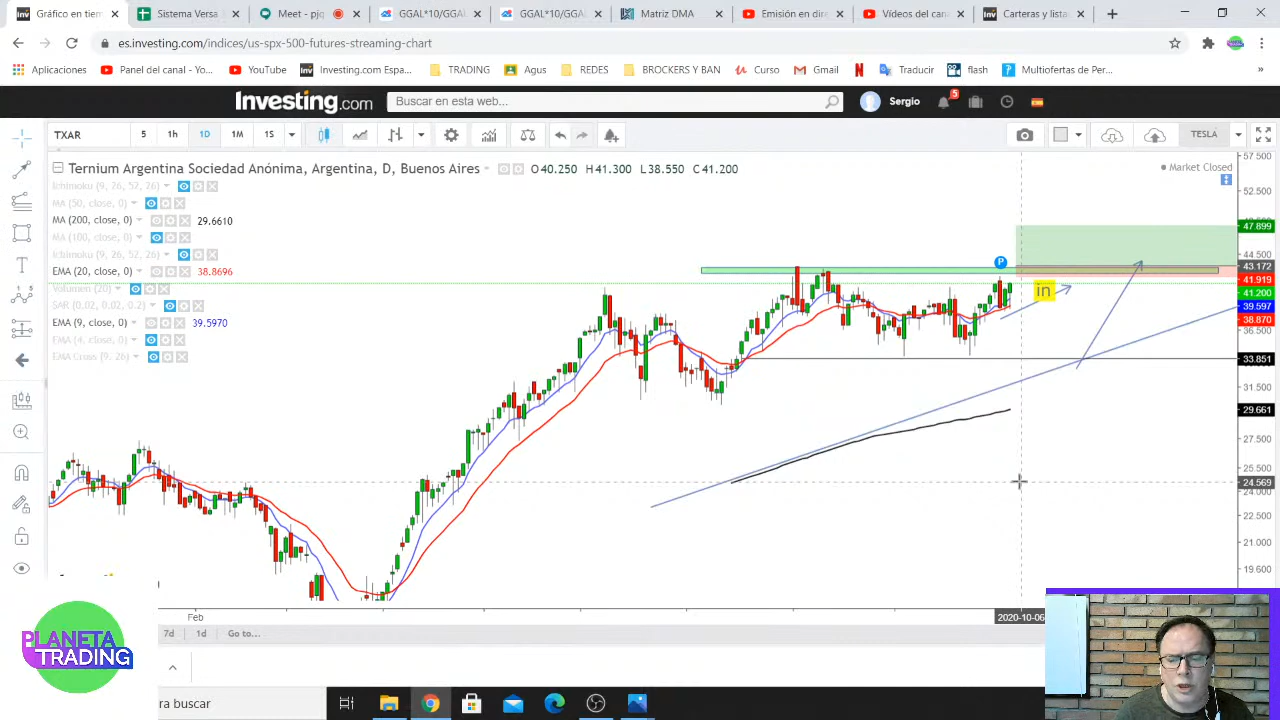 Gráfico en tiem
Sistema Versa
Meet - pjq
GGAL*10/GGAL
GGAL*10/GGAL
Matriz DMA
Emisión en dire
Vídeos del cana
Carteras y lista
es.investing.com/indices/us-spx-500-futures-streaming-chart
Aplicaciones
Panel del canal - Yo...
YouTube
Investing.com Espa...
TRADING
Agus
REDES
BROCKERS Y BAN
Curso
Gmail
Traducir
flash
Multiofertas de Per...
Investing.com
Buscar en esta web...
Sergio
5
TXAR
5
1h
1D
1M
1S
TESLA
Ternium Argentina Sociedad Anónima, Argentina, D, Buenos Aires
O40.250 H41.300 L38.550 C41.200
Market Closed
Ichimoku (9, 26, 52, 26)
MA (50, close, 0)
MA (200, close, 0) 29.6610
MA (100, close, 0)
Ichimoku (9, 26, 52, 26)
EMA (20, close, 0) 38.8696
Volumen (20)
SAR (0.02, 0.02, 0.2)
EMA (9, close, 0) 39.5970
EMA (4, close, 0)
EMA Cross (9, 26)
P
in
57.500
52.500
47.899
44.500
43.172
41.919
41.200
39.597
38.870
36.500
33.851
31.500
29.661
27.500
25.500
24.569
24.000
22.500
21.000
19.600
Feb
2020-10-06
PLANETA
TRADING
7d
1d
Go to...
ra buscar